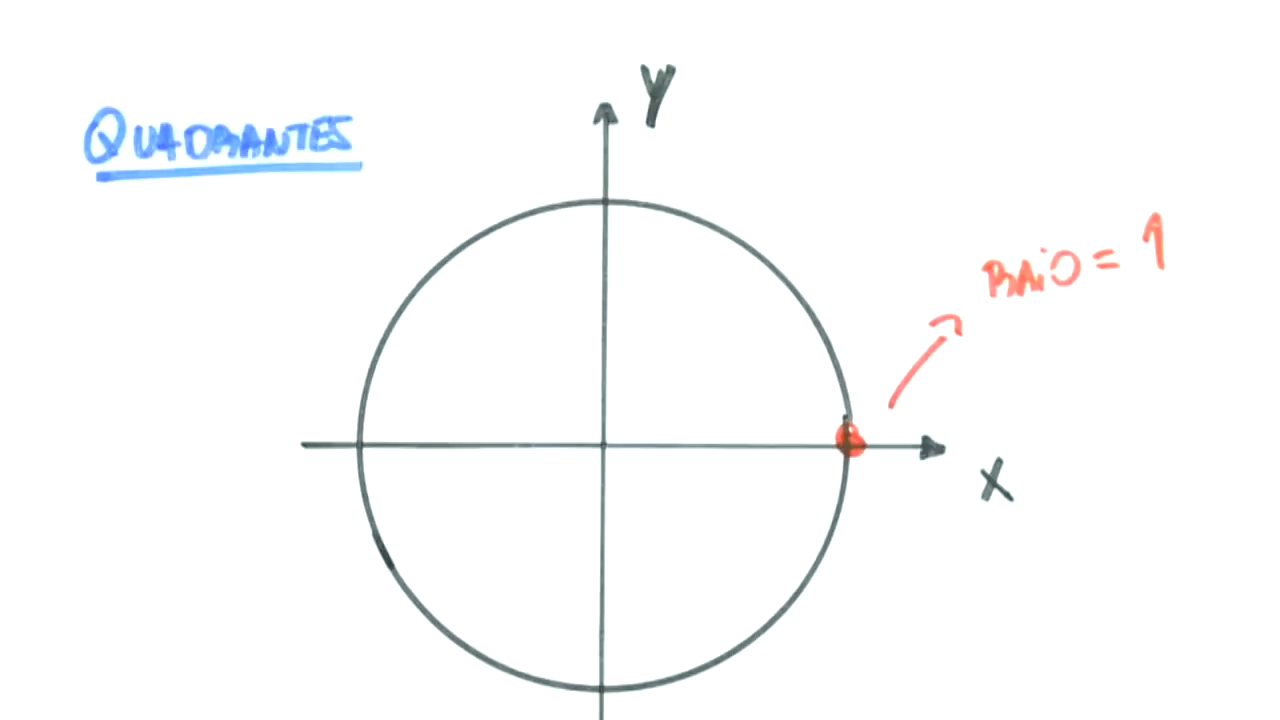 QUADRANTES
Y
RAiO = 1
X